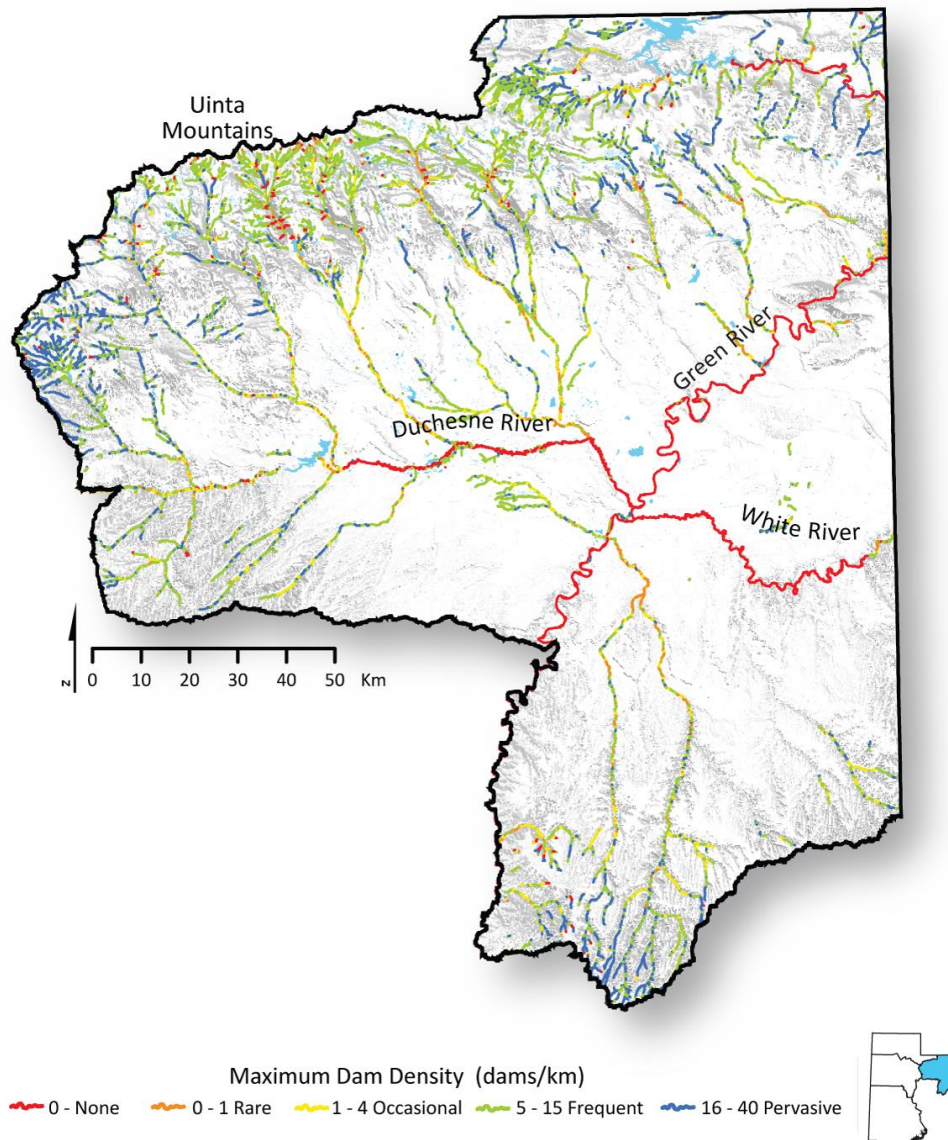 Uinta
Mountains
Green River
Duchesne River
White River
N 0 10 20 30 40 50 Km
Maximum Dam Density (dams/km)
0 - None 0 - 1 Rare 1 - 4 Occasional 5 - 15 Frequent 16 - 40 Pervasive